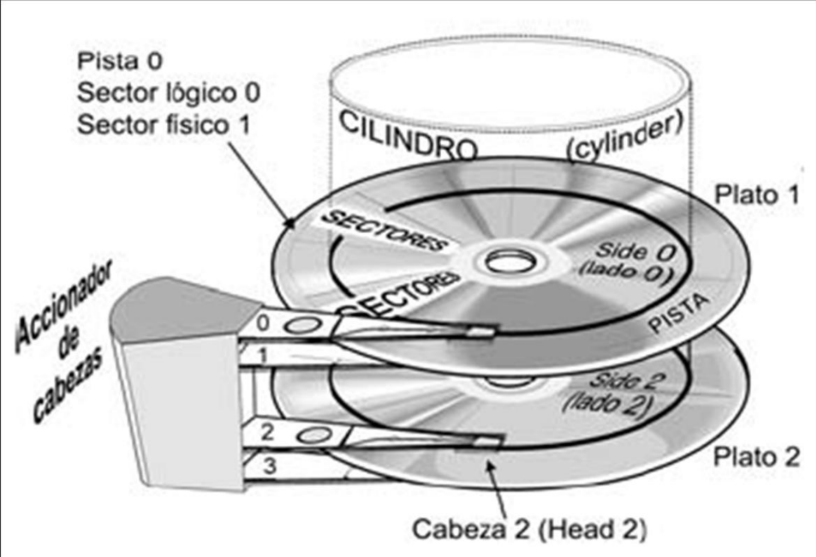 Pista 0
Sector lógico 0
Sector físico 1
CILINDRO (cylinder)
Plato 1
SECTORES
Side 0
(lado 0)
SECTORES
PISTA
Accionador
de
cabezas
0
1
Side 2
(lado 2)
2
3
Plato 2
Cabeza 2 (Head 2)